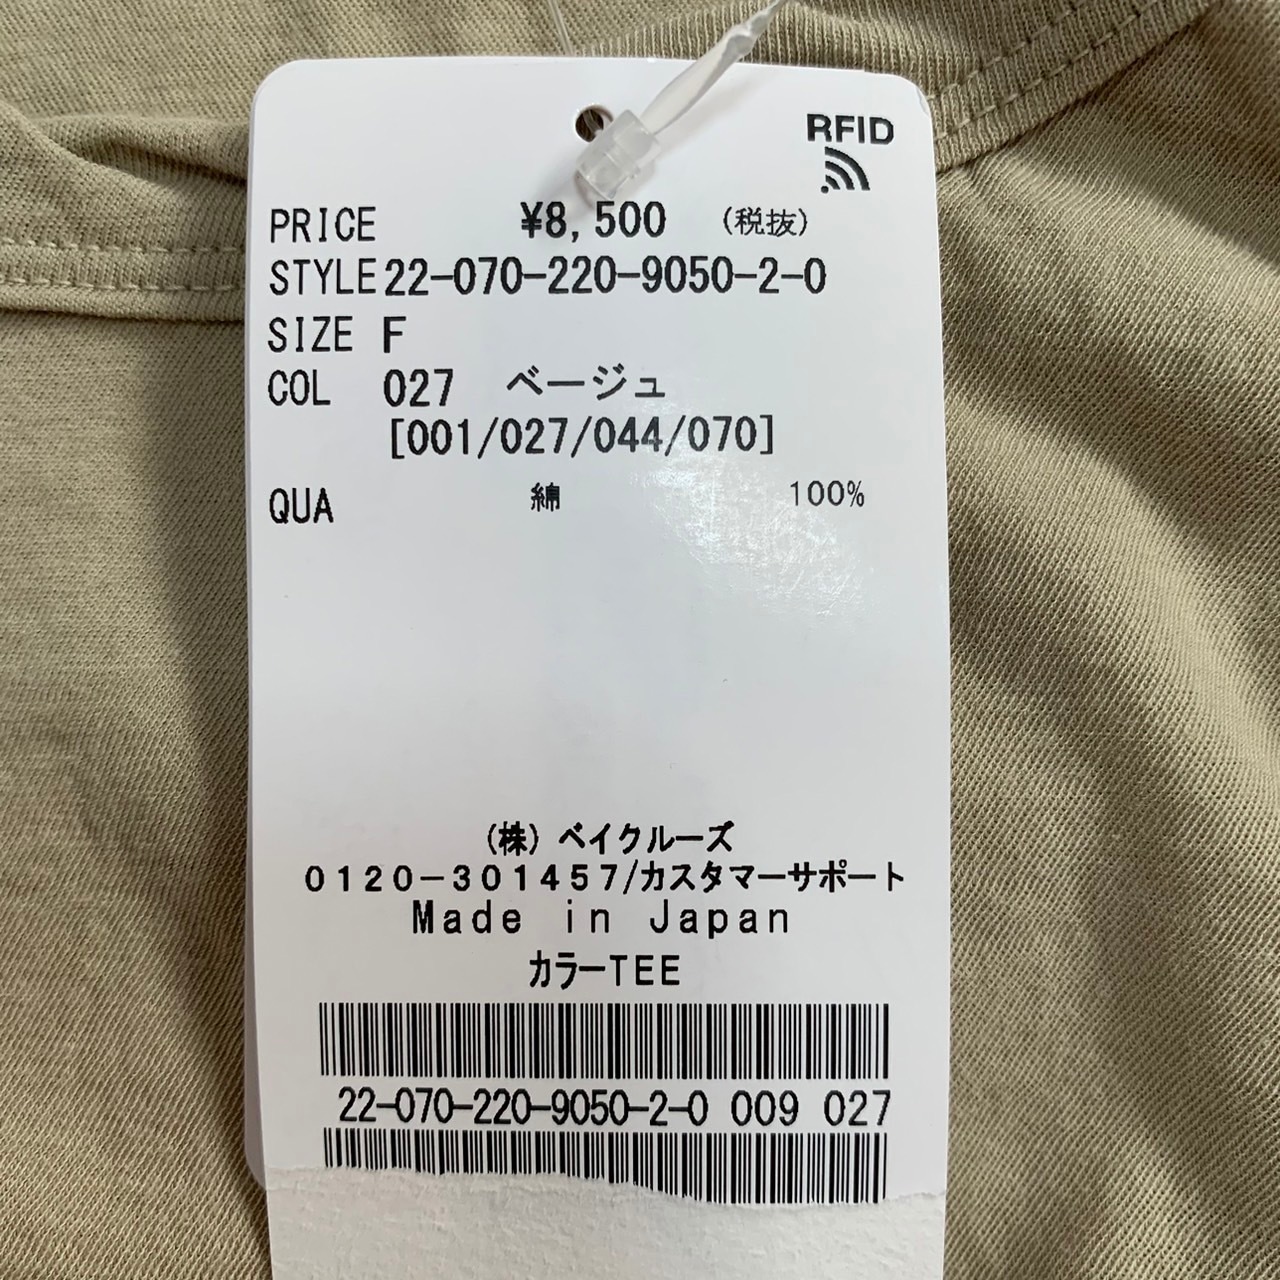 RFID
PRICE ¥8,500 (税抜)
STYLE 22-070-220-9050-2-0
SIZE F
COL 027 ベージュ
[001/027/044/070]
QUA 綿 100%
(株)ベイクルーズ
0120-301457/カスタマーサポート
Made in Japan
カラーTEE
22-070-220-9050-2-0 009 027